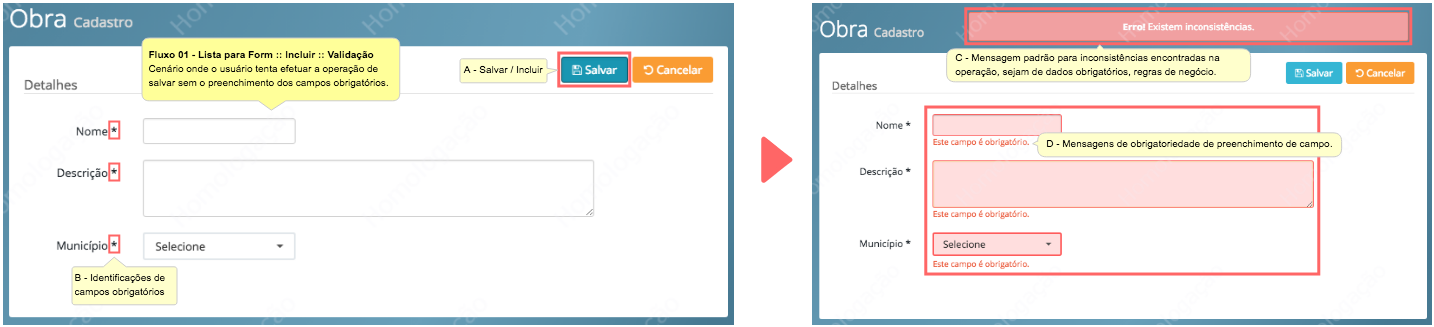 Obra Cadastro
Fluxo 01 - Lista para Form :: Incluir :: Validação
Cenário onde o usuário tenta efetuar a operação de
salvar sem o preenchimento dos campos obrigatórios.
A - Salvar / Incluir
Salvar
Cancelar
Detalhes
Nome *
Descrição *
Município *
Selecione
B - Identificações de
campos obrigatórios
Obra Cadastro
Erro! Existem inconsistências.
C - Mensagem padrão para inconsistências encontradas na
operação, sejam de dados obrigatórios, regras de negócio.
Salvar
Cancelar
Detalhes
Nome *
Este campo é obrigatório.
D - Mensagens de obrigatoriedade de preenchimento de campo.
Descrição *
Este campo é obrigatório.
Município *
Selecione
Este campo é obrigatório.